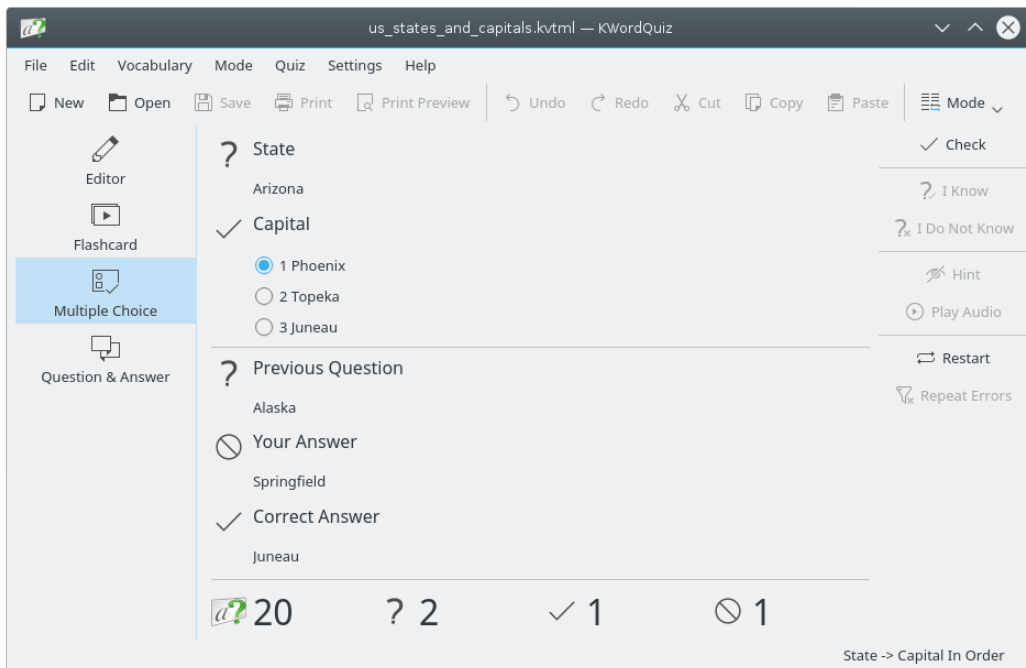 us_states_and_capitals.kvtml — KWordQuiz
File Edit Vocabulary Mode Quiz Settings Help
New Open Save Print Print Preview Undo Redo Cut Copy Paste Mode
Editor
Flashcard
Multiple Choice
Question & Answer
? State
Arizona
Capital
1 Phoenix
2 Topeka
3 Juneau
? Previous Question
Alaska
Your Answer
Springfield
Correct Answer
Juneau
a? 20 ? 2 1 1
Check
I Know
I Do Not Know
Hint
Play Audio
Restart
Repeat Errors
State -> Capital In Order